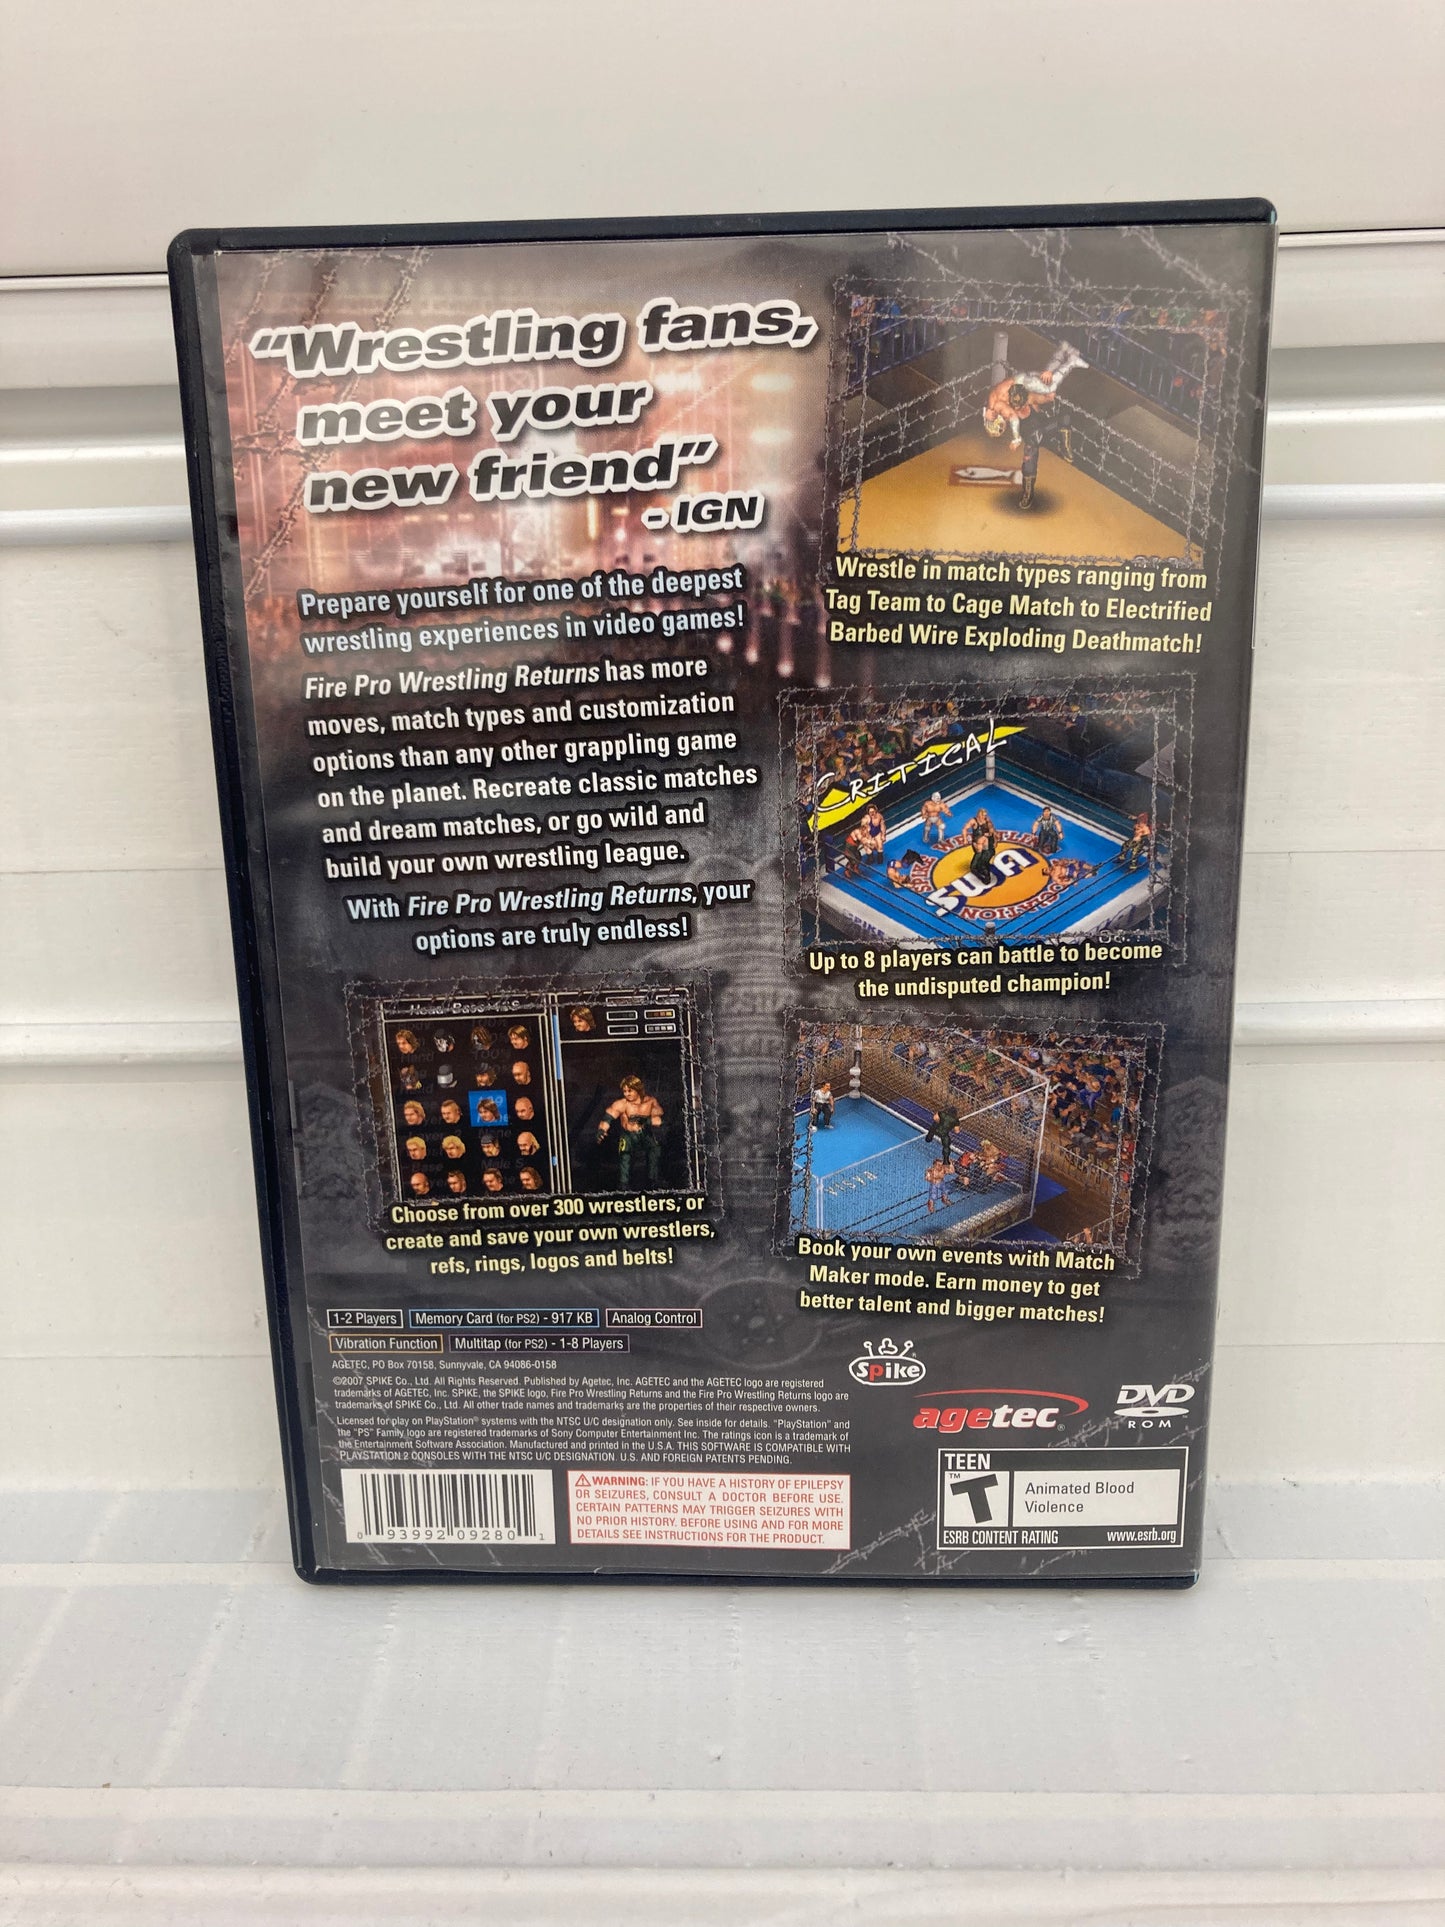 “Wrestling fans,
meet your
new friend”
- IGN
Prepare yourself for one of the deepest
wrestling experiences in video games!
Fire Pro Wrestling Returns has more
moves, match types and customization
options than any other grappling game
on the planet. Recreate classic matches
and dream matches, or go wild and
build your own wrestling league.
With Fire Pro Wrestling Returns, your
options are truly endless!
Wrestle in match types ranging from
Tag Team to Cage Match to Electrified
Barbed Wire Exploding Deathmatch!
CRITICAL
SPIKE WRESTLING
SWA
Up to 8 players can battle to become
the undisputed champion!
Head Base
Choose from over 300 wrestlers, or
create and save your own wrestlers,
refs, rings, logos and belts!
Book your own events with Match
Maker mode. Earn money to get
better talent and bigger matches!
1-2 Players Memory Card (for PS2) - 917 KB Analog Control
Vibration Function Multitap (for PS2) - 1-8 Players
AGETEC, PO Box 70158, Sunnyvale, CA 94086-0158
©2007 SPIKE Co., Ltd. All Rights Reserved. Published by Agetec, Inc. AGETEC and the AGETEC logo are registered
trademarks of AGETEC, Inc. SPIKE, the SPIKE logo, Fire Pro Wrestling Returns and the Fire Pro Wrestling Returns logo are
trademarks of SPIKE Co., Ltd. All other trade names and trademarks are the properties of their respective owners.
Licensed for play on PlayStation® systems with the NTSC U/C designation only. See inside for details. "PlayStation" and
the "PS" Family logo are registered trademarks of Sony Computer Entertainment Inc. The ratings icon is a trademark of
the Entertainment Software Association. Manufactured and printed in the U.S.A. THIS SOFTWARE IS COMPATIBLE WITH
PLAYSTATION 2 CONSOLES WITH THE NTSC U/C DESIGNATION. U.S. AND FOREIGN PATENTS PENDING.
0 93992 09280 1
WARNING: IF YOU HAVE A HISTORY OF EPILEPSY
OR SEIZURES, CONSULT A DOCTOR BEFORE USE.
CERTAIN PATTERNS MAY TRIGGER SEIZURES WITH
NO PRIOR HISTORY. BEFORE USING AND FOR MORE
DETAILS SEE INSTRUCTIONS FOR THE PRODUCT.
Spike
agetec®
DVD
ROM
TEEN
T™
Animated Blood
Violence
ESRB CONTENT RATING www.esrb.org